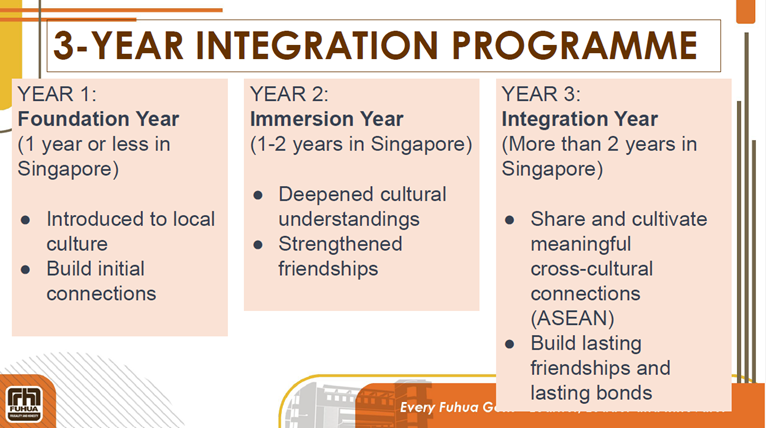 3-YEAR INTEGRATION PROGRAMME
YEAR 1:
Foundation Year
(1 year or less in
Singapore)
● Introduced to local
culture
● Build initial
connections
YEAR 2:
Immersion Year
(1-2 years in Singapore)
● Deepened cultural
understandings
● Strengthened
friendships
YEAR 3:
Integration Year
(More than 2 years in
Singapore)
● Share and cultivate
meaningful
cross-cultural
connections
(ASEAN)
● Build lasting
friendships and
lasting bonds
FUHUA
Every Fuhua